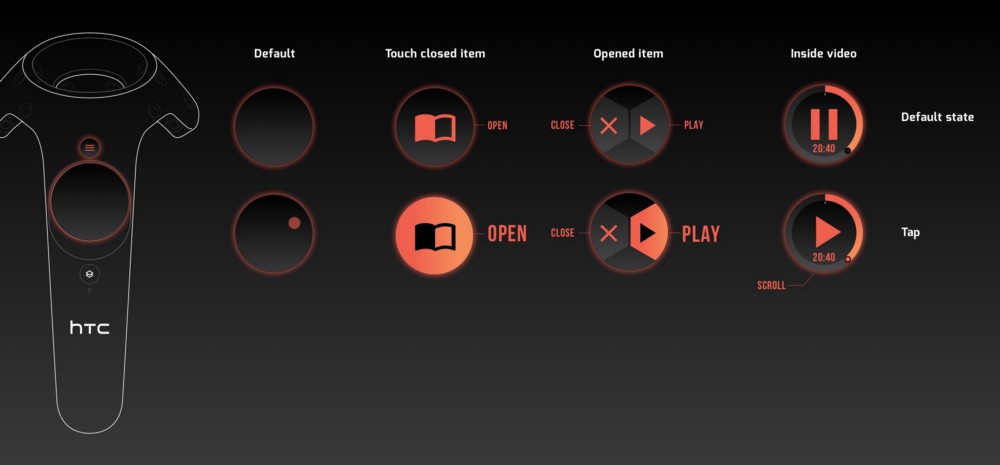 Default
Touch closed item
Opened item
Inside video
OPEN
CLOSE
PLAY
20:40
Default state
OPEN
CLOSE
PLAY
20:40
Tap
SCROLL
hTC